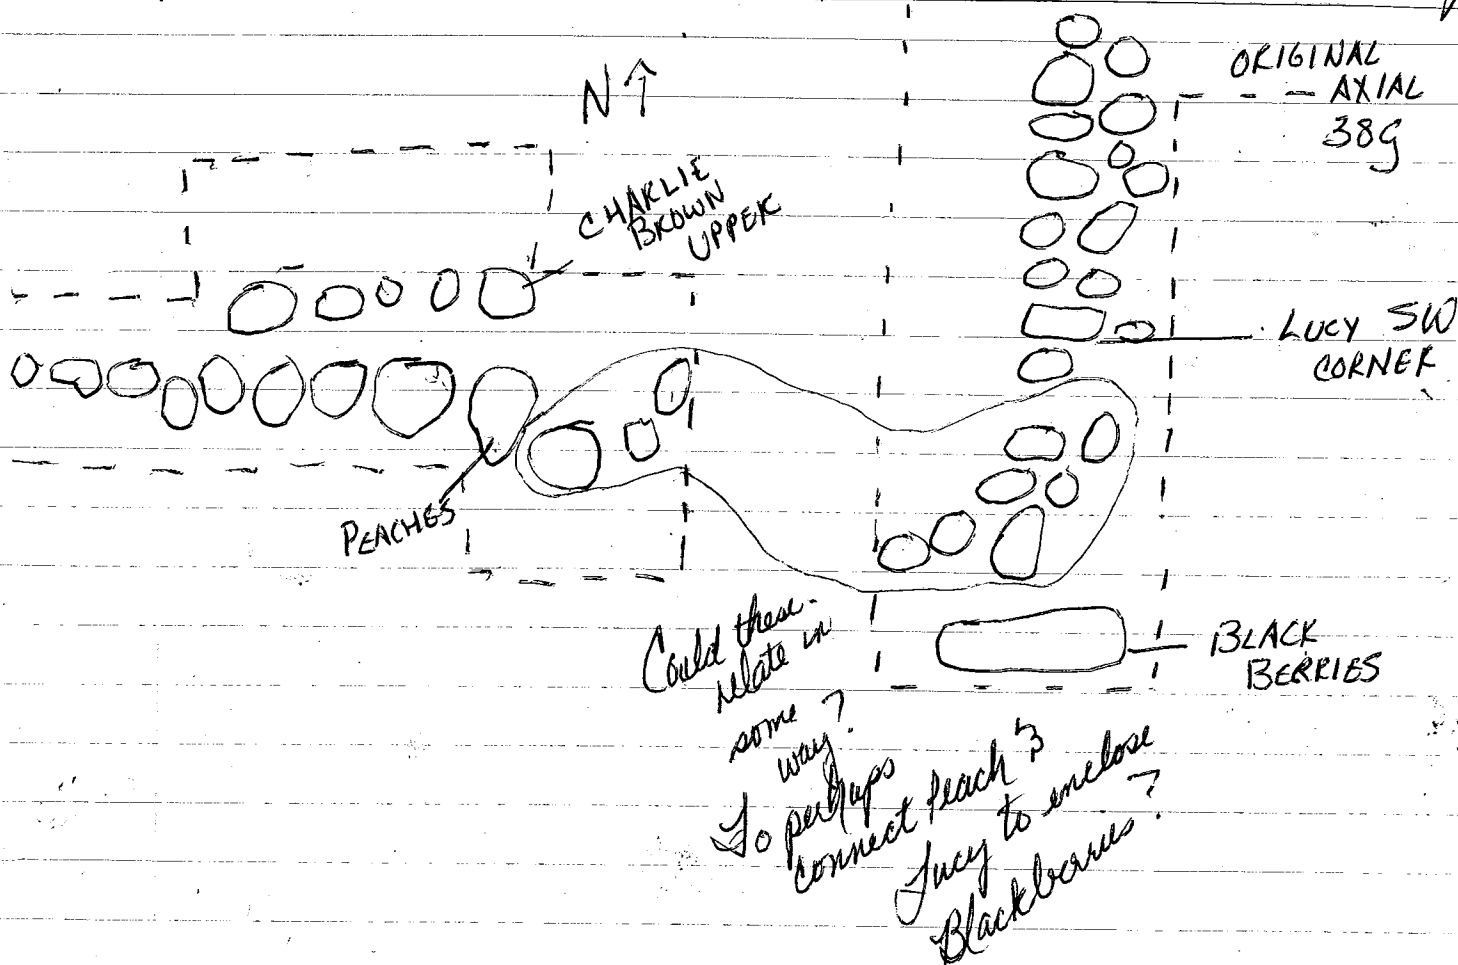 N↑
ORIGINAL
AXIAL
38G
CHARLIE
BROWN
UPPER
LUCY SW
CORNER
PEACHES
BLACK
BERRIES
Could these
relate in
some
way?
To perhaps
connect Peach &
Lucy to enclose
Blackberries?